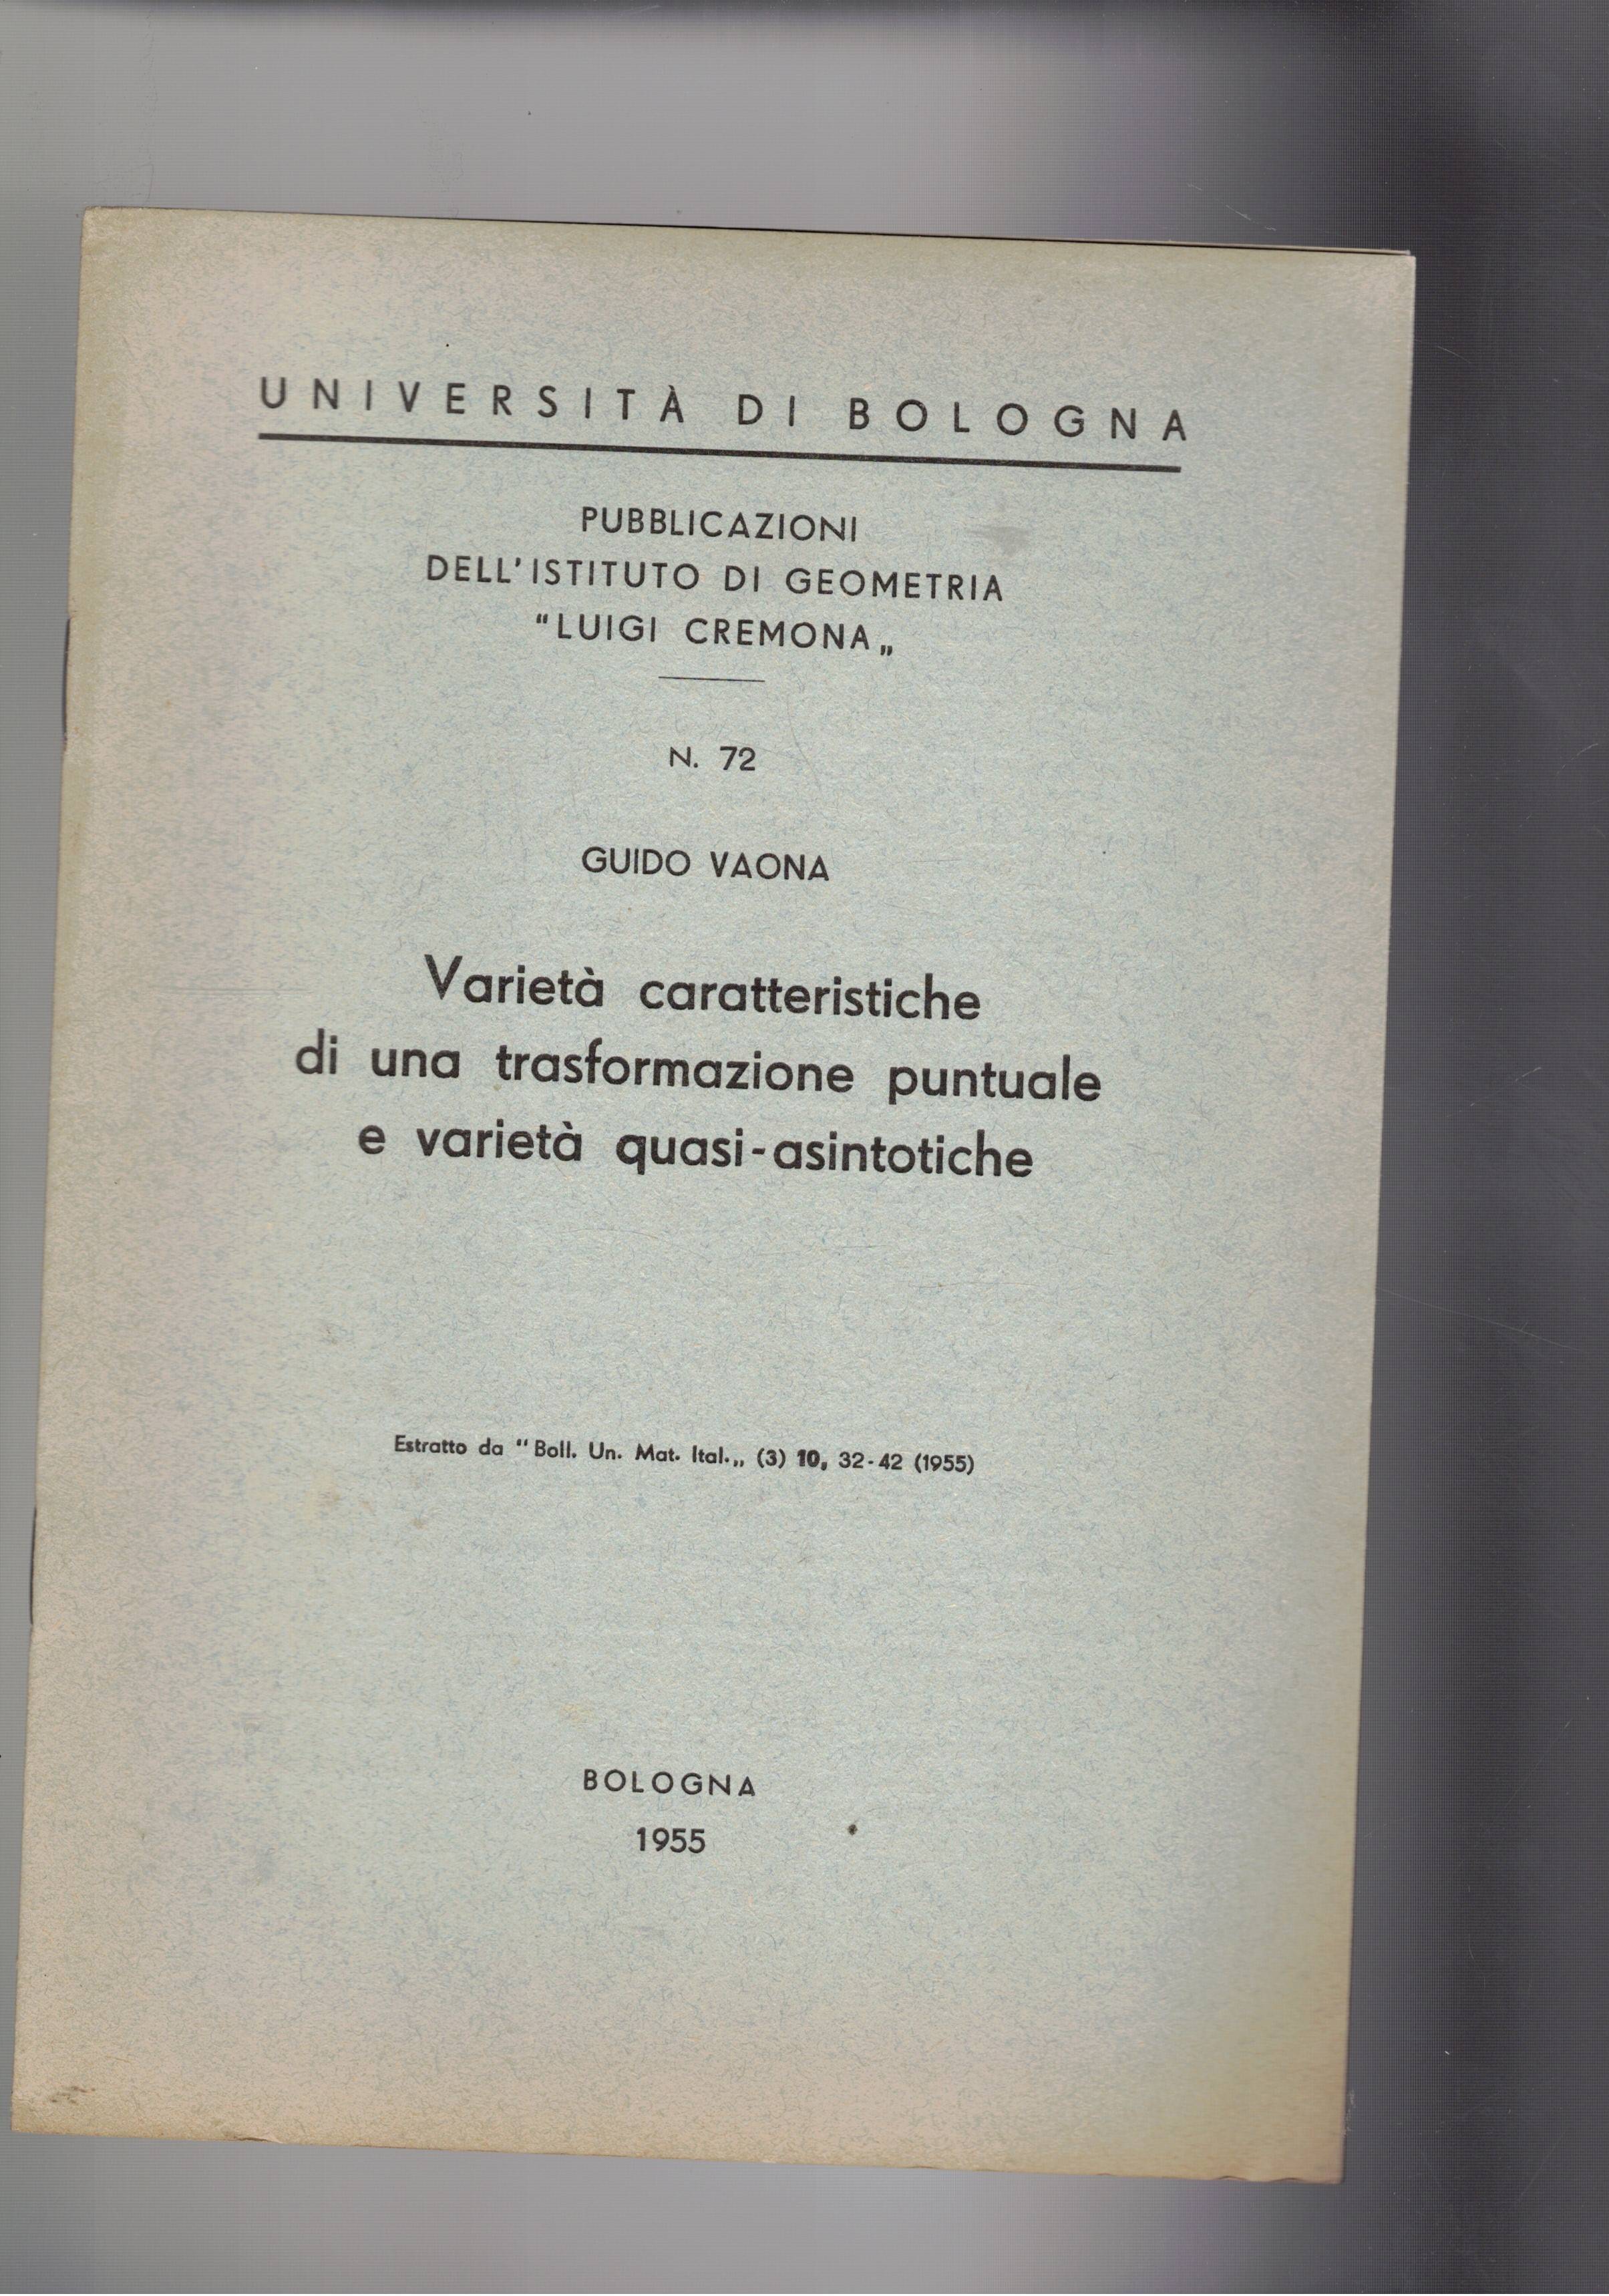 UNIVERSITÀ DI BOLOGNA
PUBBLICAZIONI
DELL'ISTITUTO DI GEOMETRIA
“LUIGI CREMONA„
N. 72
GUIDO VAONA
Varietà caratteristiche
di una trasformazione puntuale
e varietà quasi-asintotiche
Estratto da “Boll. Un. Mat. Ital.„ (3) 10, 32-42 (1955)
BOLOGNA
1955